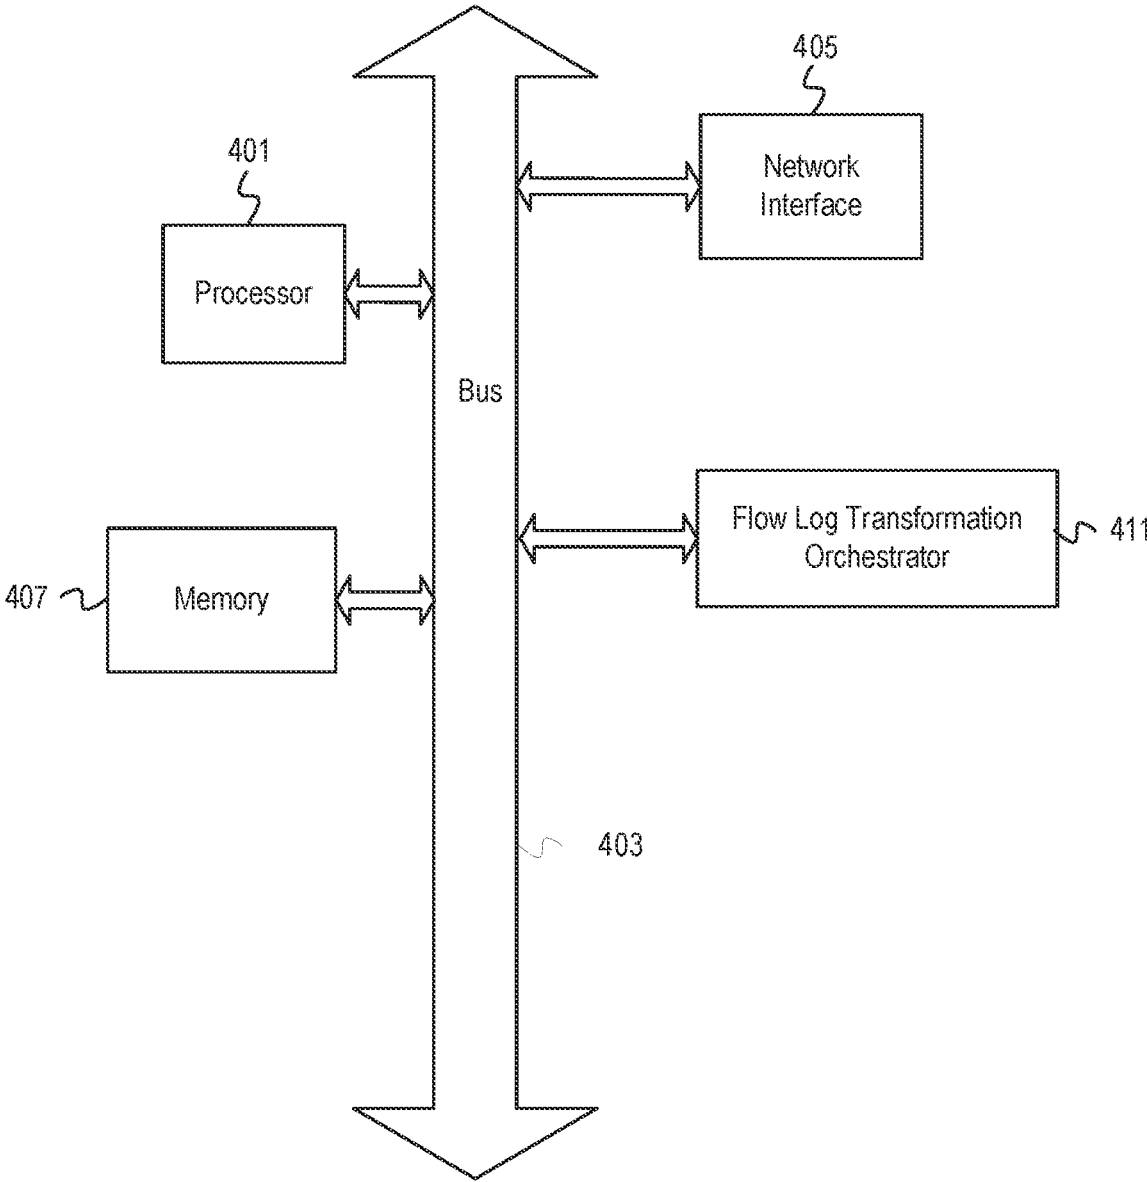 405
Network
Interface
401
Processor
Bus
Flow Log Transformation
Orchestrator
411
407
Memory
403